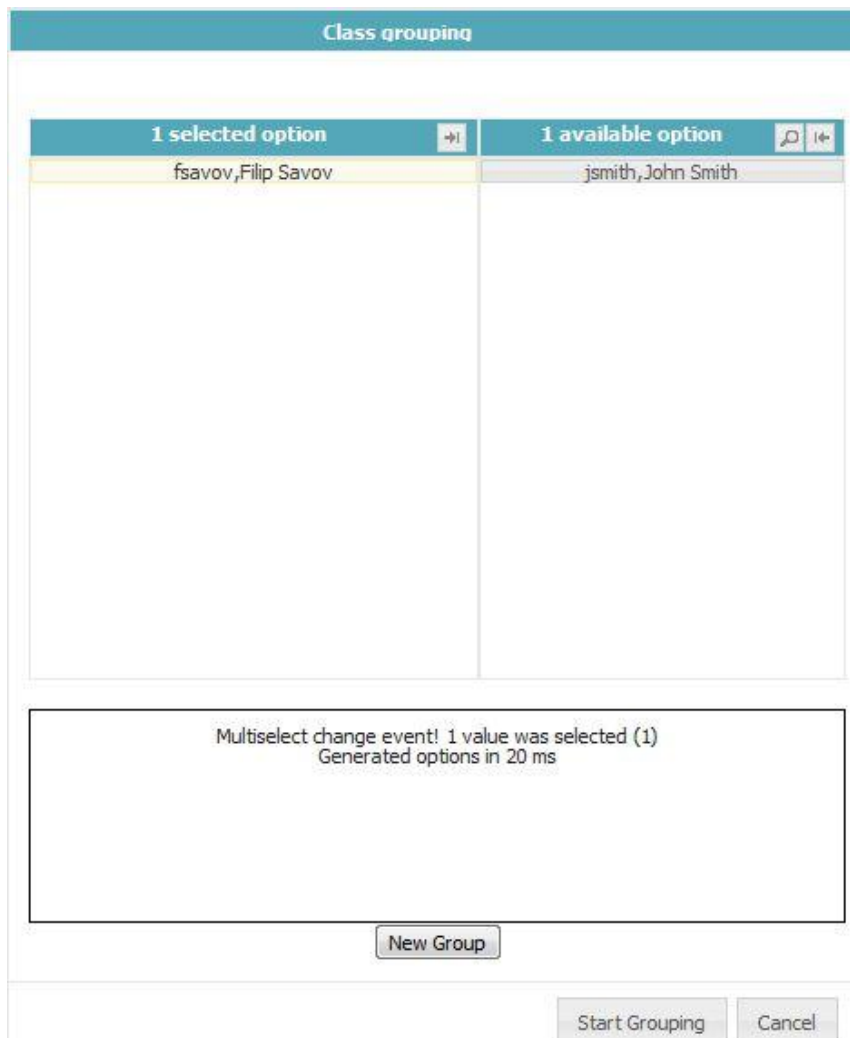 Class grouping
1 selected option
1 available option
fsavov,Filip Savov
jsmith,John Smith
Multiselect change event! 1 value was selected (1)
Generated options in 20 ms
New Group
Start Grouping
Cancel